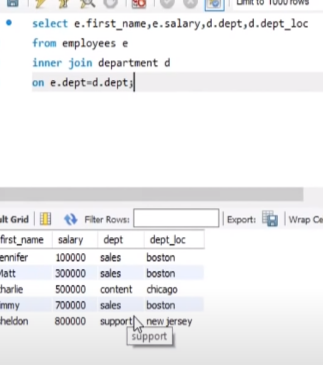 Limit to 1000 rows
select e.first_name,e.salary,d.dept,d.dept_loc
from employees e
inner join department d
on e.dept=d.dept;
ult Grid Filter Rows: Export: Wrap Ce
first_name salary dept dept_loc
ennifer 100000 sales boston
Matt 300000 sales boston
harlie 500000 content chicago
immy 700000 sales boston
heldon 800000 support new jersey
support